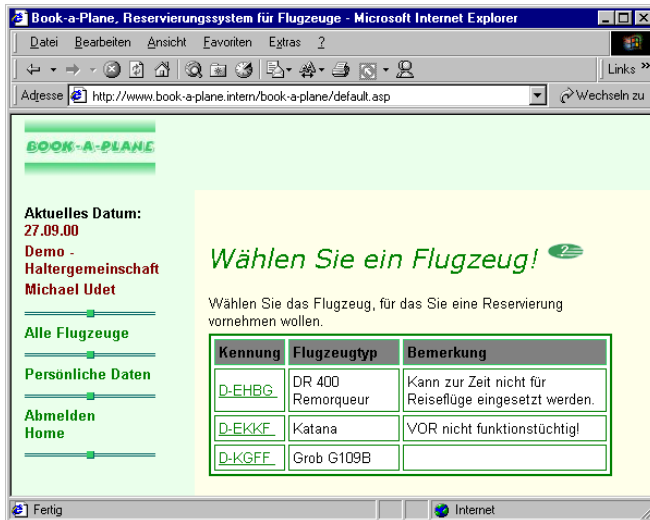 Book-a-Plane, Reservierungssystem für Flugzeuge - Microsoft Internet Explorer
Datei Bearbeiten Ansicht Favoriten Extras ?
Links »
Adresse http://www.book-a-plane.intern/book-a-plane/default.asp Wechseln zu
BOOK-A-PLANE
Aktuelles Datum:
27.09.00
Demo -
Haltergemeinschaft
Michael Udet
Alle Flugzeuge
Persönliche Daten
Abmelden
Home
Wählen Sie ein Flugzeug! ?
Wählen Sie das Flugzeug, für das Sie eine Reservierung
vornehmen wollen.
Kennung Flugzeugtyp Bemerkung
D-EHBG DR 400 Remorqueur Kann zur Zeit nicht für
Reiseflüge eingesetzt werden.
D-EKKF Katana VOR nicht funktionstüchtig!
D-KGFF Grob G109B
Fertig Internet